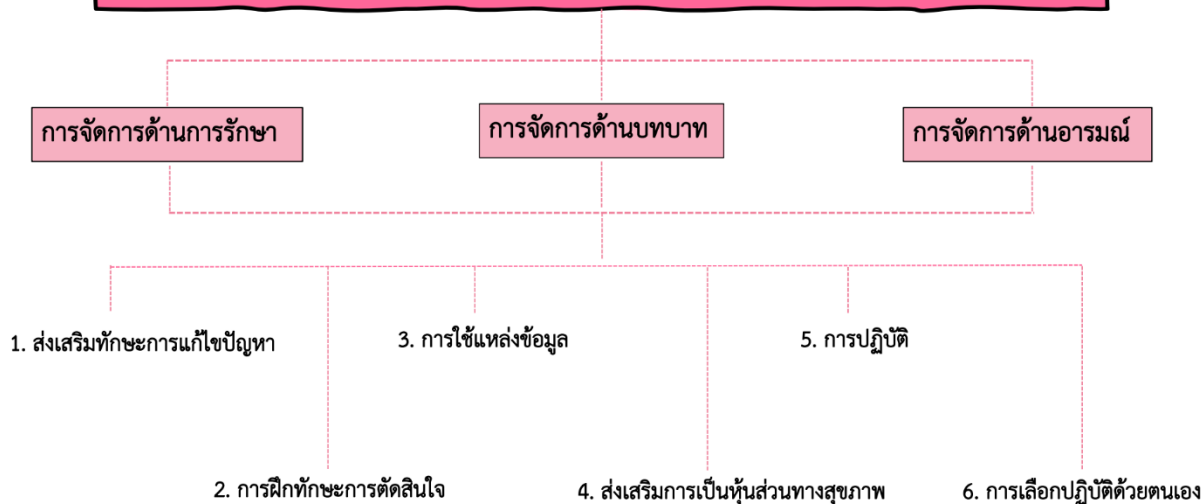 การจัดการด้านการรักษา
การจัดการด้านบทบาท
การจัดการด้านอารมณ์
1. ส่งเสริมทักษะการแก้ไขปัญหา
2. การฝึกทักษะการตัดสินใจ
3. การใช้แหล่งข้อมูล
4. ส่งเสริมการเป็นหุ้นส่วนทางสุขภาพ
5. การปฏิบัติ
6. การเลือกปฏิบัติด้วยตนเอง